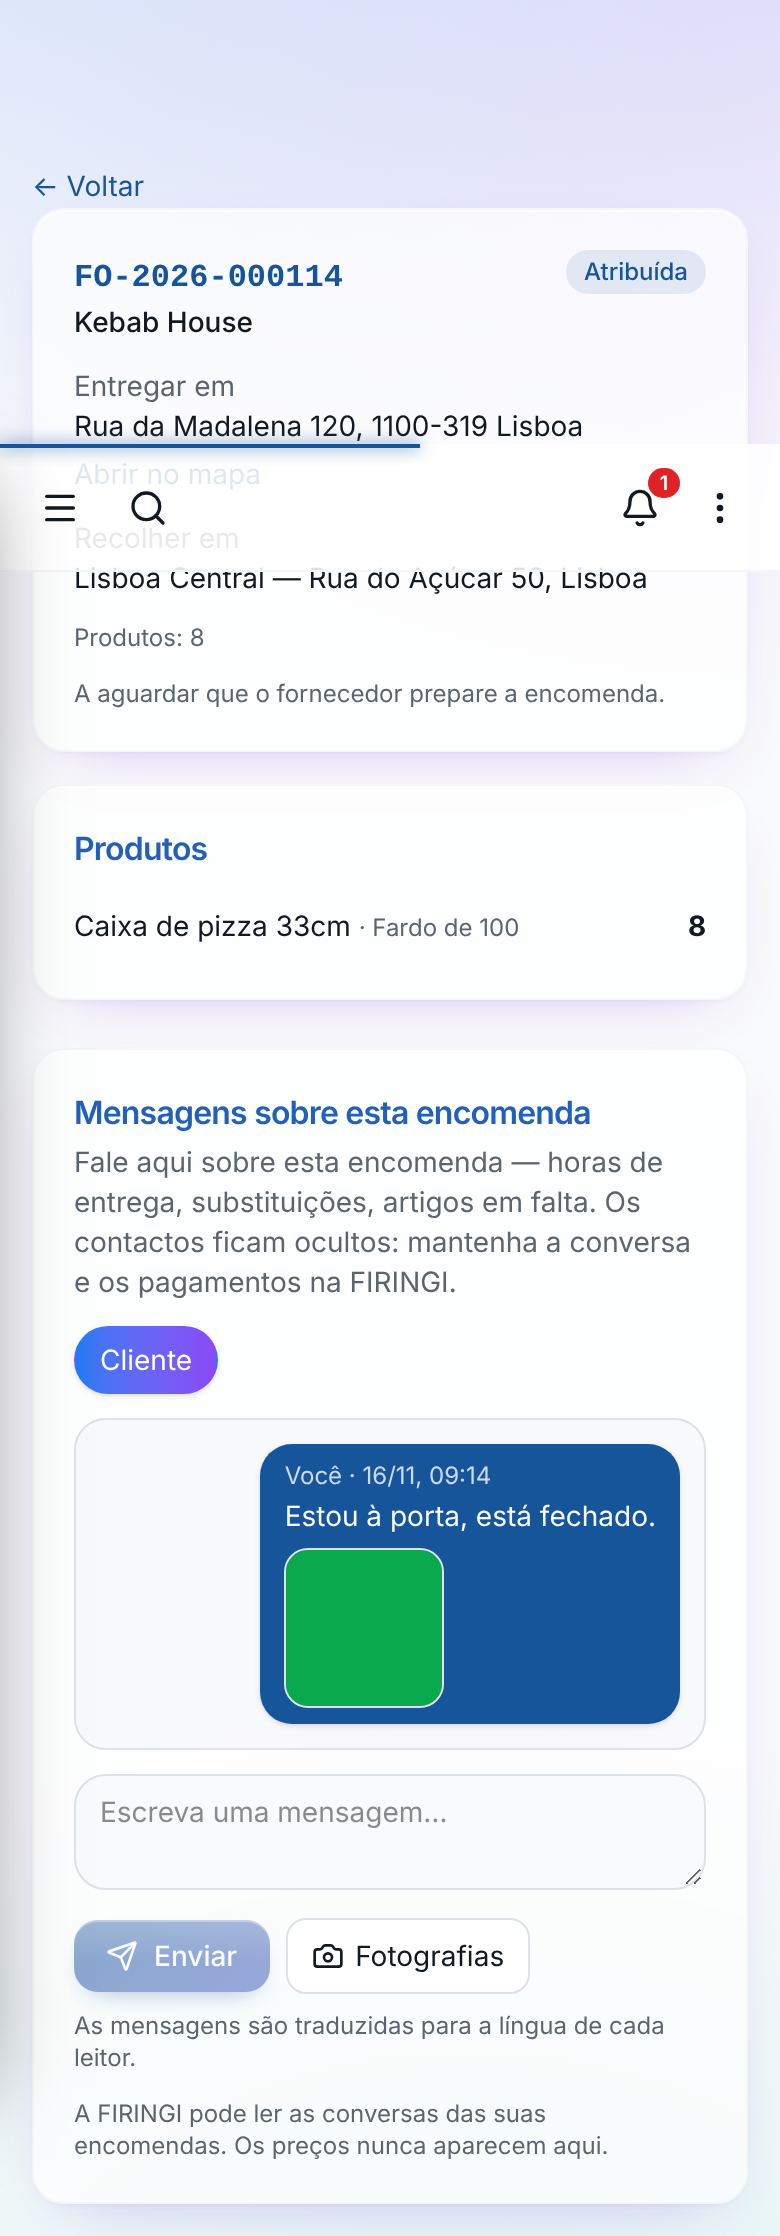 ← Voltar
FO-2026-000114
Atribuída
Kebab House
Entregar em
Rua da Madalena 120, 1100-319 Lisboa
Abrir no mapa
1
Recolher em
Lisboa Central — Rua do Açúcar 50, Lisboa
Produtos: 8
A aguardar que o fornecedor prepare a encomenda.
Produtos
Caixa de pizza 33cm · Fardo de 100
8
Mensagens sobre esta encomenda
Fale aqui sobre esta encomenda — horas de
entrega, substituições, artigos em falta. Os
contactos ficam ocultos: mantenha a conversa
e os pagamentos na FIRINGI.
Cliente
Você · 16/11, 09:14
Estou à porta, está fechado.
Escreva uma mensagem...
Enviar
Fotografias
As mensagens são traduzidas para a língua de cada
leitor.
A FIRINGI pode ler as conversas das suas
encomendas. Os preços nunca aparecem aqui.